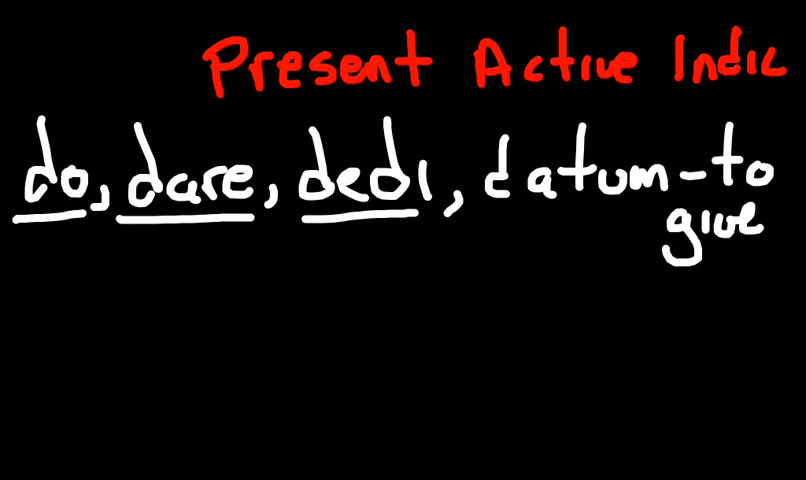 Present Active Indic
do, dare, dedi, datum - to
give